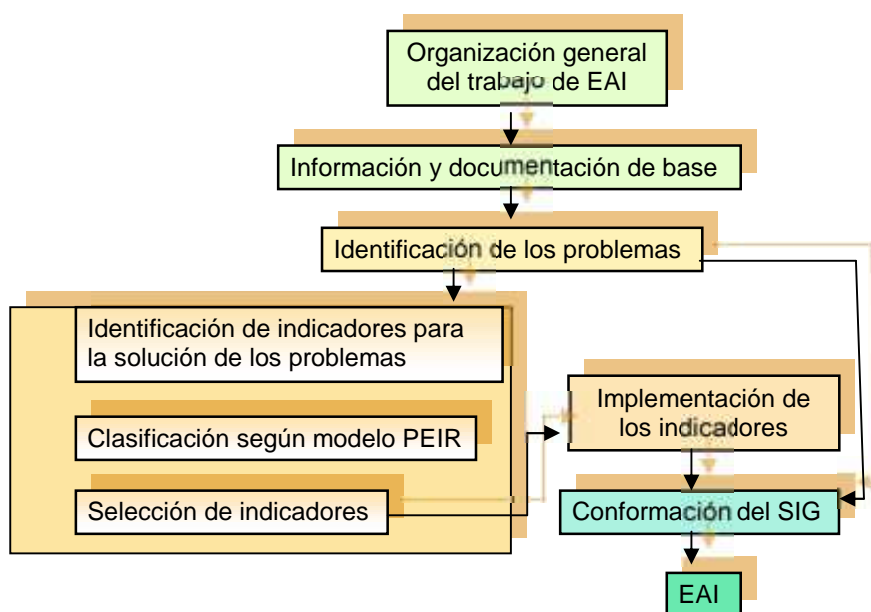 Organización general
del trabajo de EAI
Información y documentación de base
Identificación de los problemas
Identificación de indicadores para
la solución de los problemas
Clasificación según modelo PEIR
Selección de indicadores
Implementación de
los indicadores
Conformación del SIG
EAI